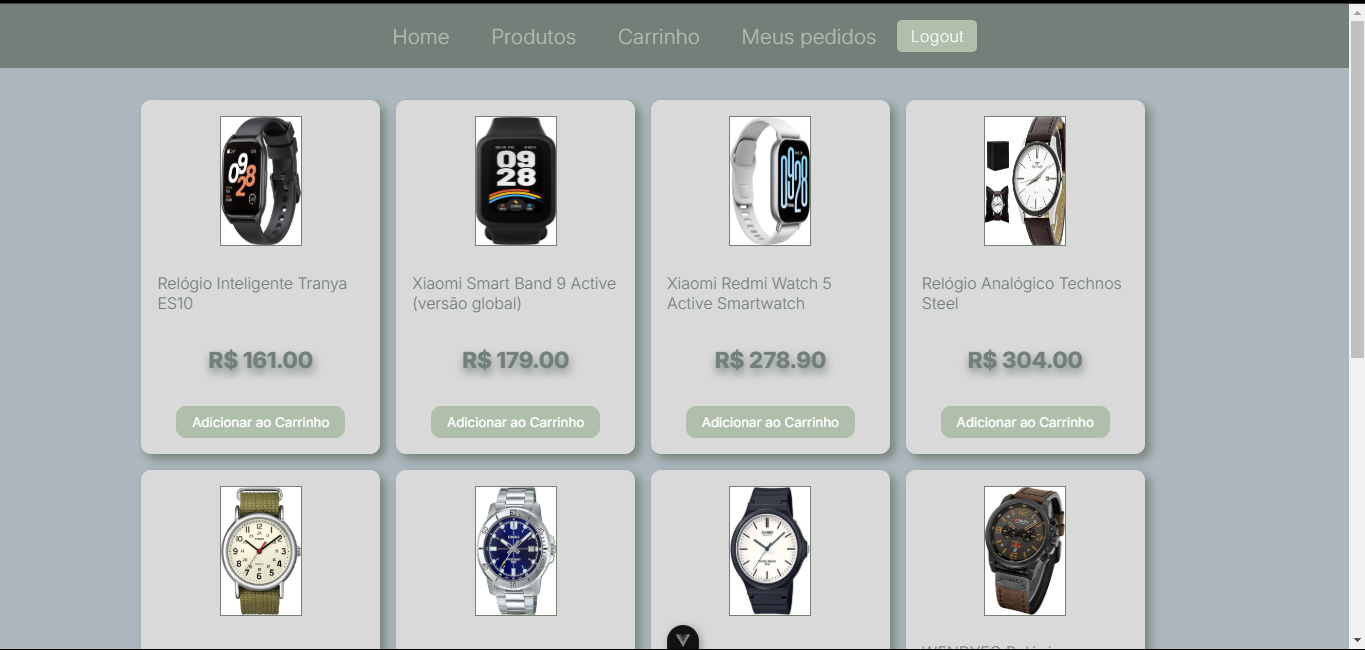 Home Produtos Carrinho Meus pedidos Logout
Relógio Inteligente Tranya
ES10
R$ 161.00
Adicionar ao Carrinho
Xiaomi Smart Band 9 Active
(versão global)
R$ 179.00
Adicionar ao Carrinho
Xiaomi Redmi Watch 5
Active Smartwatch
R$ 278.90
Adicionar ao Carrinho
Relógio Analógico Technos
Steel
R$ 304.00
Adicionar ao Carrinho